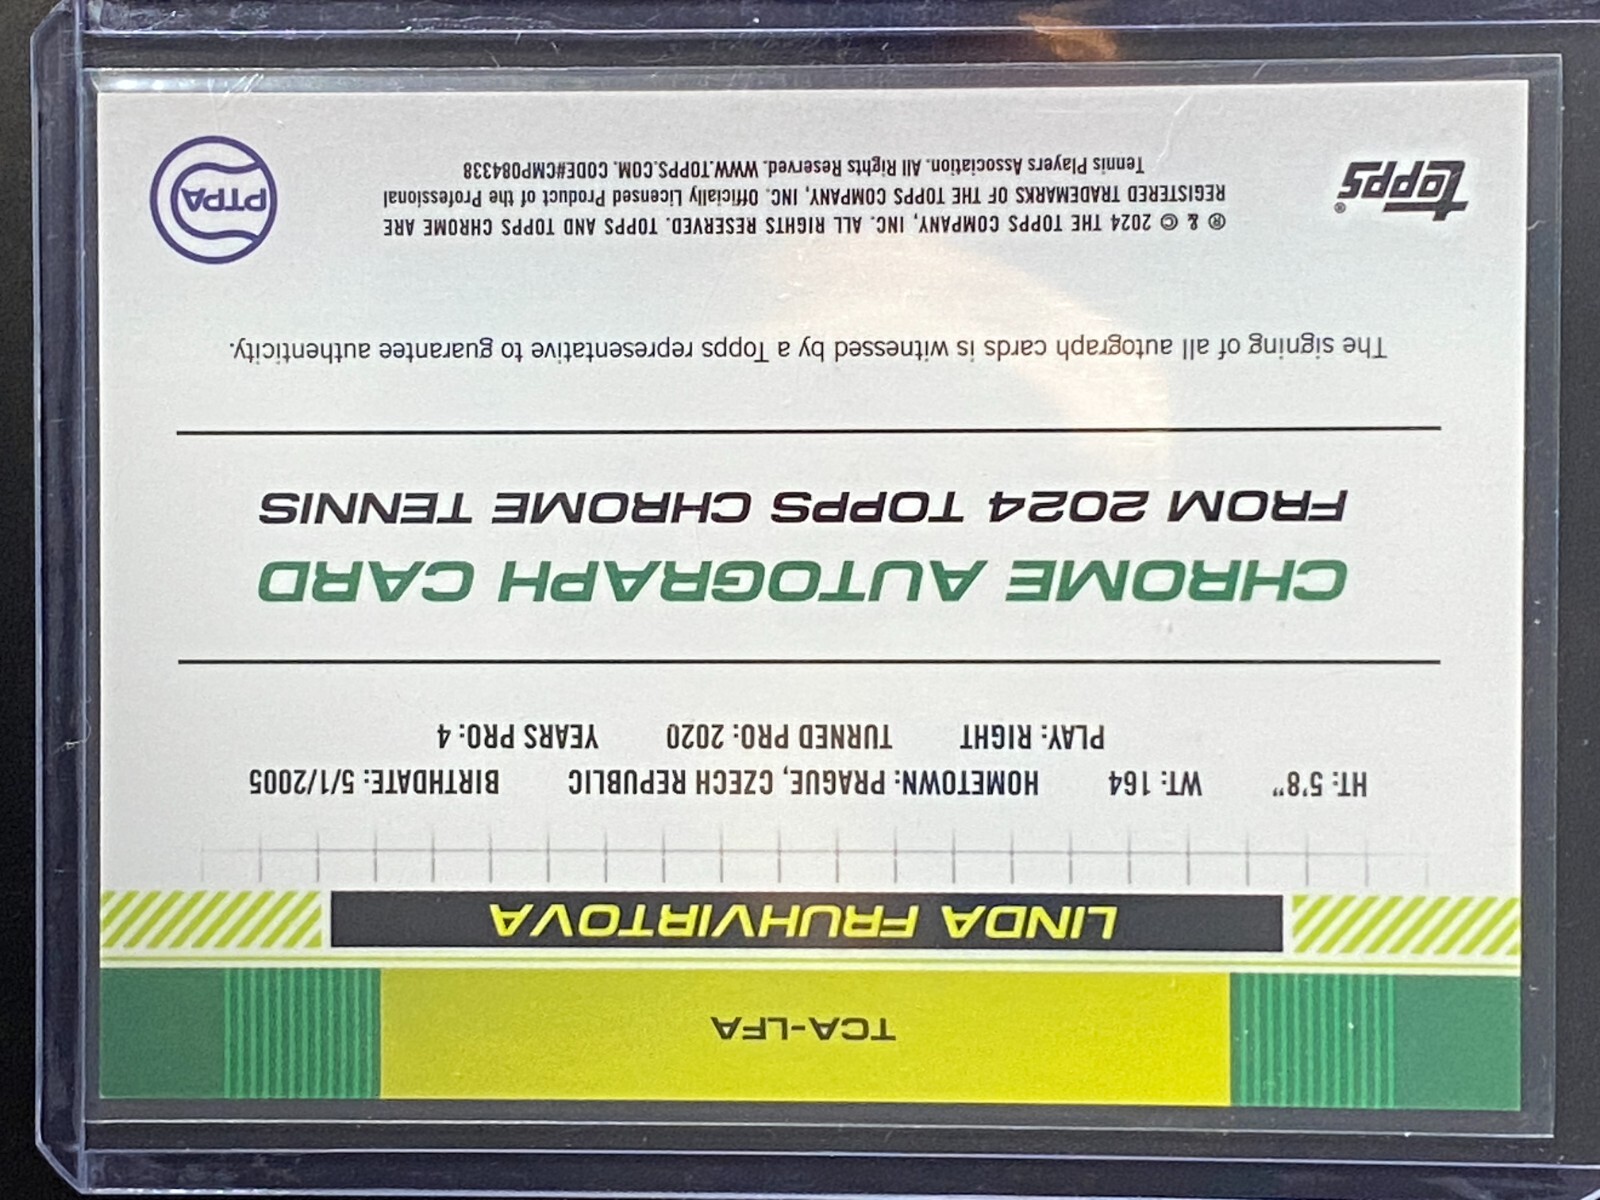 TCA-LFA
LINDA FRUHVIRTOVA
HT: 5'8" WT: 164 HOMETOWN: PRAGUE, CZECH REPUBLIC BIRTHDATE: 5/1/2005
PLAY: RIGHT TURNED PRO: 2020 YEARS PRO: 4
CHROME AUTOGRAPH CARD
FROM 2024 TOPPS CHROME TENNIS
The signing of all autograph cards is witnessed by a Topps representative to guarantee authenticity.
® & © 2024 THE TOPPS COMPANY, INC. ALL RIGHTS RESERVED. TOPPS AND TOPPS CHROME ARE
REGISTERED TRADEMARKS OF THE TOPPS COMPANY, INC. Officially Licensed Product of the Professional
Tennis Players Association. All Rights Reserved. WWW.TOPPS.COM. CODE#CMP084338
topps®
PTPA